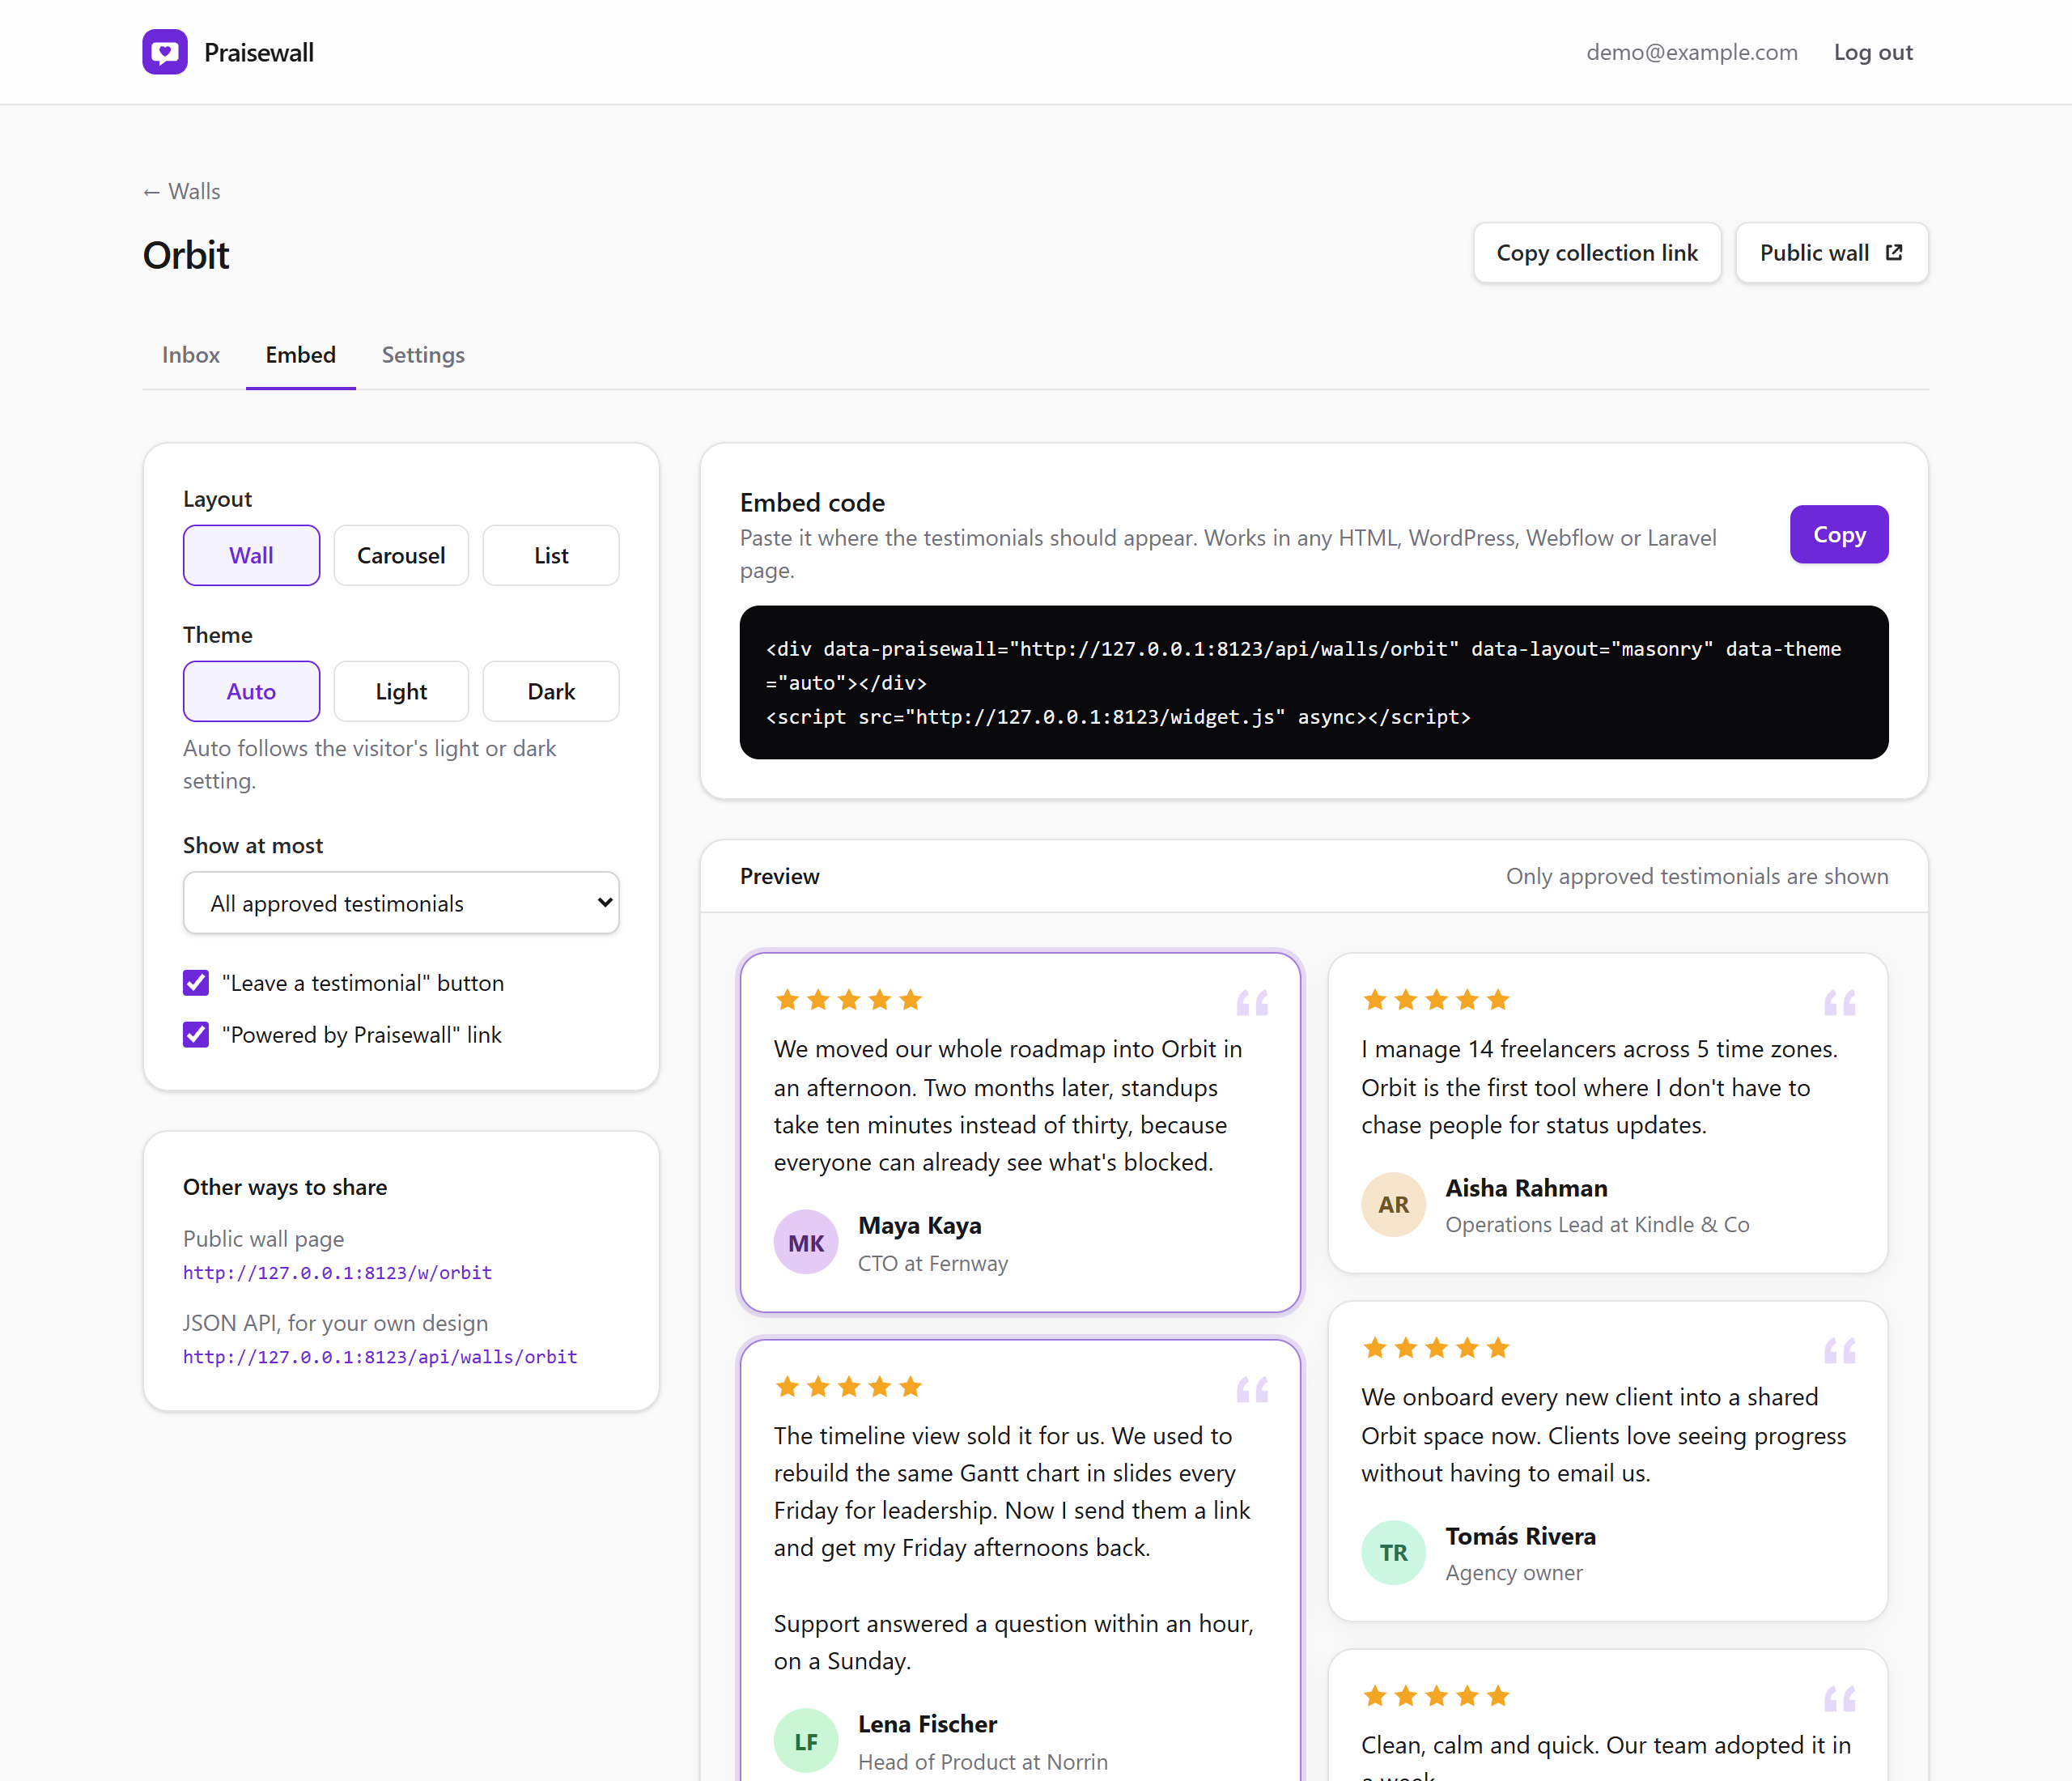 Praisewall
demo@example.com
Log out
← Walls
Orbit
Copy collection link
Public wall
Inbox
Embed
Settings
Layout
Wall
Carousel
List
Theme
Auto
Light
Dark
Auto follows the visitor's light or dark
setting.
Show at most
All approved testimonials
"Leave a testimonial" button
"Powered by Praisewall" link
Other ways to share
Public wall page
http://127.0.0.1:8123/w/orbit
JSON API, for your own design
http://127.0.0.1:8123/api/walls/orbit
Embed code
Paste it where the testimonials should appear. Works in any HTML, WordPress, Webflow or Laravel
page.
Copy
<div data-praisewall="http://127.0.0.1:8123/api/walls/orbit" data-layout="masonry" data-theme
="auto"></div>
<script src="http://127.0.0.1:8123/widget.js" async></script>
Preview
Only approved testimonials are shown
We moved our whole roadmap into Orbit in
an afternoon. Two months later, standups
take ten minutes instead of thirty, because
everyone can already see what's blocked.
MK
Maya Kaya
CTO at Fernway
The timeline view sold it for us. We used to
rebuild the same Gantt chart in slides every
Friday for leadership. Now I send them a link
and get my Friday afternoons back.
Support answered a question within an hour,
on a Sunday.
LF
Lena Fischer
Head of Product at Norrin
I manage 14 freelancers across 5 time zones.
Orbit is the first tool where I don't have to
chase people for status updates.
AR
Aisha Rahman
Operations Lead at Kindle & Co
We onboard every new client into a shared
Orbit space now. Clients love seeing progress
without having to email us.
TR
Tomás Rivera
Agency owner
Clean, calm and quick. Our team adopted it in